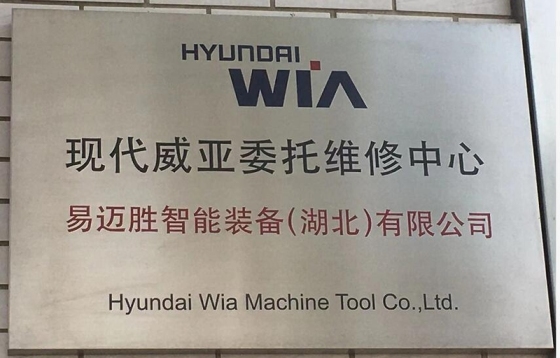 HYUNDAI
WIA
现代威亚委托维修中心
易迈胜智能装备(湖北)有限公司
Hyundai Wia Machine Tool Co.,Ltd.